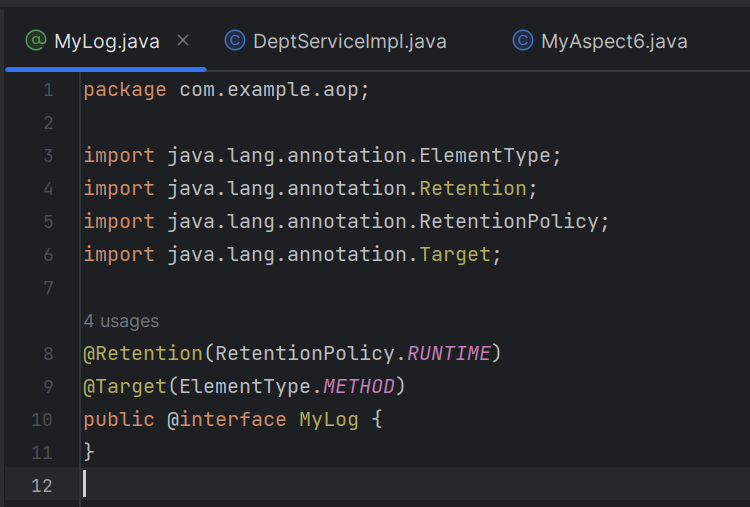 MyLog.java
DeptServiceImpl.java
MyAspect6.java
1 package com.example.aop;
2
3 import java.lang.annotation.ElementType;
4 import java.lang.annotation.Retention;
5 import java.lang.annotation.RetentionPolicy;
6 import java.lang.annotation.Target;
7
4 usages
8 @Retention(RetentionPolicy.RUNTIME)
9 @Target(ElementType.METHOD)
10 public @interface MyLog {
11 }
12